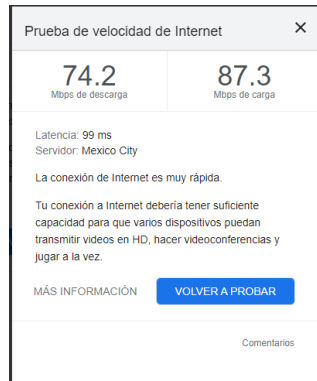 Prueba de velocidad de Internet
74.2 87.3
Mbps de descarga Mbps de carga
Latencia: 99 ms
Servidor: Mexico City
La conexión de Internet es muy rápida.
Tu conexión a Internet debería tener suficiente
capacidad para que varios dispositivos puedan
transmitir videos en HD, hacer videoconferencias y
jugar a la vez.
MÁS INFORMACIÓN VOLVER A PROBAR
Comentarios